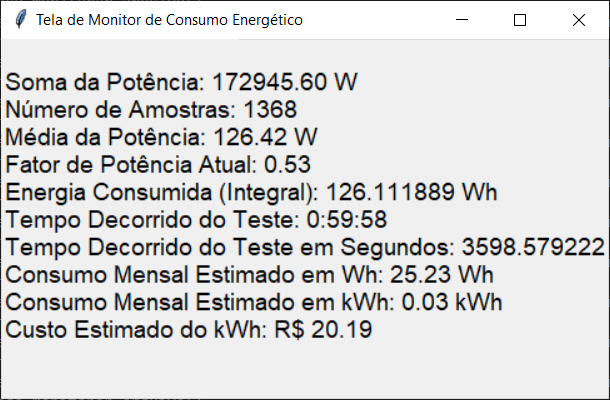 Tela de Monitor de Consumo Energético
Soma da Potência: 172945.60 W
Número de Amostras: 1368
Média da Potência: 126.42 W
Fator de Potência Atual: 0.53
Energia Consumida (Integral): 126.111889 Wh
Tempo Decorrido do Teste: 0:59:58
Tempo Decorrido do Teste em Segundos: 3598.579222
Consumo Mensal Estimado em Wh: 25.23 Wh
Consumo Mensal Estimado em kWh: 0.03 kWh
Custo Estimado do kWh: R$ 20.19